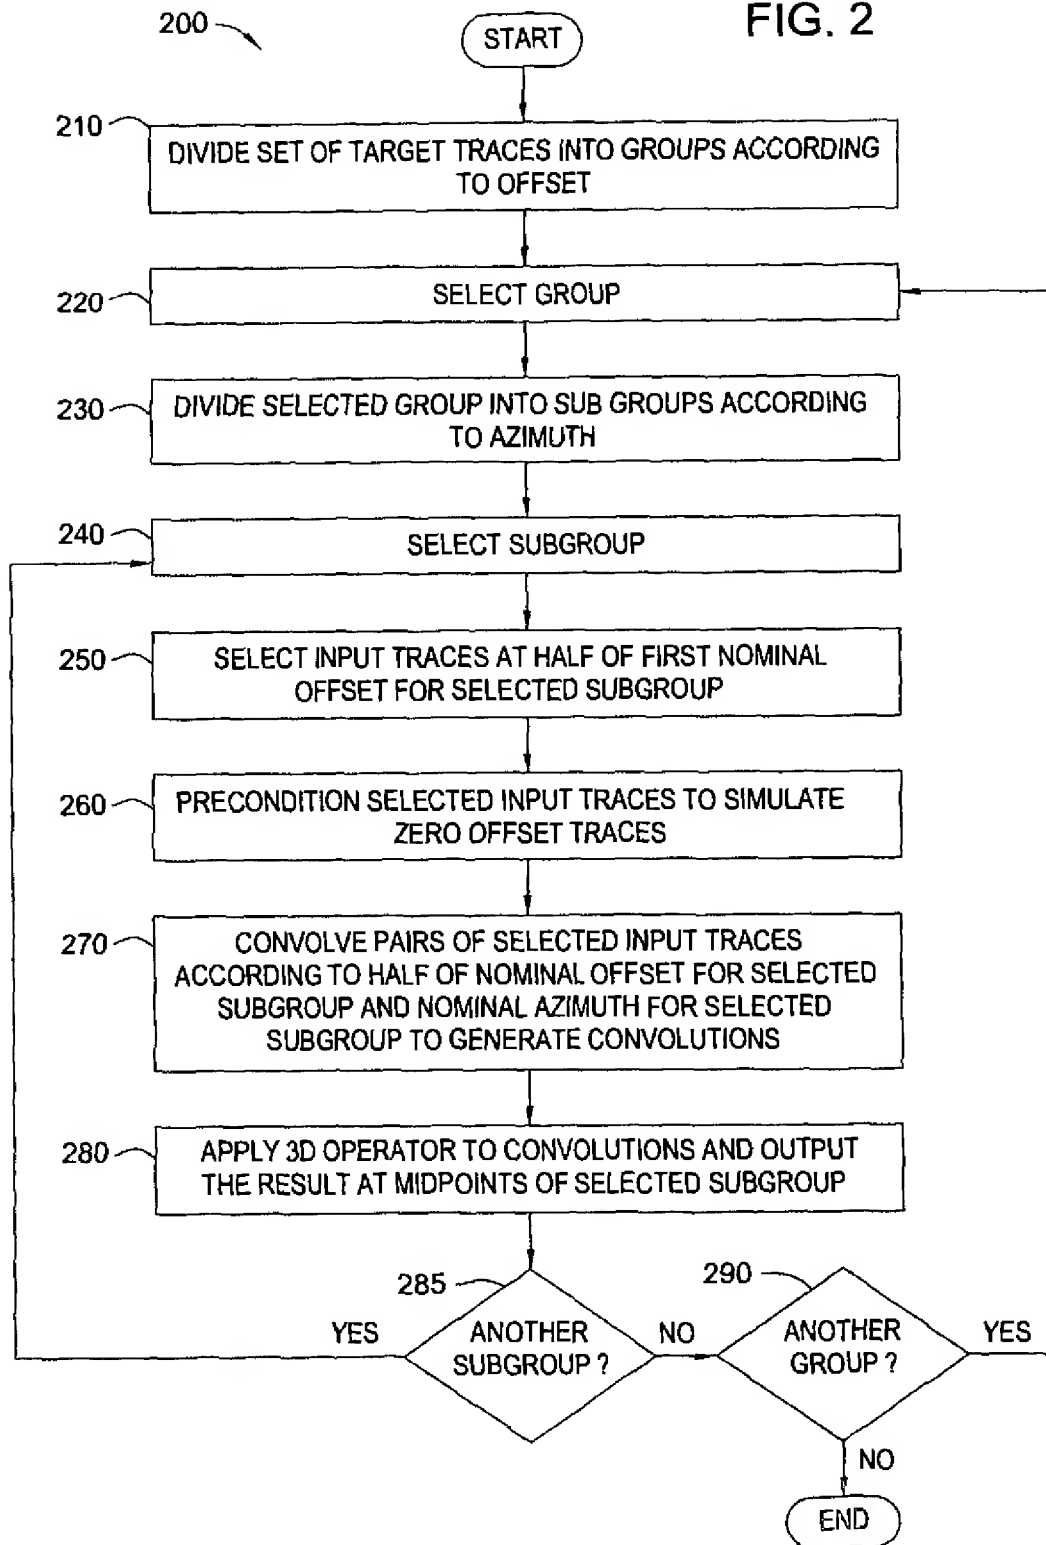 FIG. 2
200
START
210
DIVIDE SET OF TARGET TRACES INTO GROUPS ACCORDING
TO OFFSET
220
SELECT GROUP
230
DIVIDE SELECTED GROUP INTO SUB GROUPS ACCORDING
TO AZIMUTH
240
SELECT SUBGROUP
250
SELECT INPUT TRACES AT HALF OF FIRST NOMINAL
OFFSET FOR SELECTED SUBGROUP
260
PRECONDITION SELECTED INPUT TRACES TO SIMULATE
ZERO OFFSET TRACES
270
CONVOLVE PAIRS OF SELECTED INPUT TRACES
ACCORDING TO HALF OF NOMINAL OFFSET FOR SELECTED
SUBGROUP AND NOMINAL AZIMUTH FOR SELECTED
SUBGROUP TO GENERATE CONVOLUTIONS
280
APPLY 3D OPERATOR TO CONVOLUTIONS AND OUTPUT
THE RESULT AT MIDPOINTS OF SELECTED SUBGROUP
285
YES
ANOTHER
SUBGROUP ?
NO
290
ANOTHER
GROUP ?
YES
NO
END